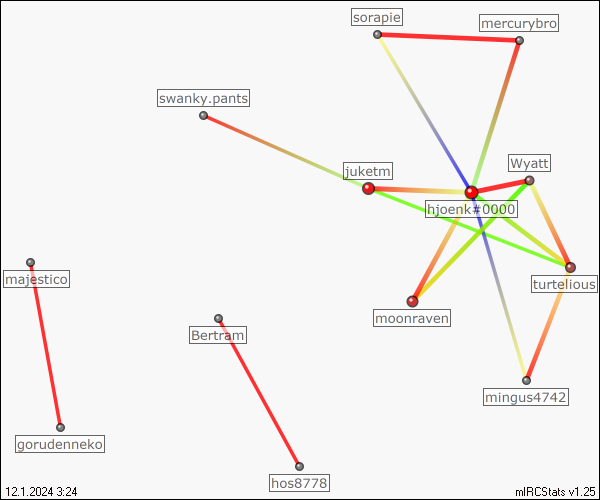 sorapie
mercurybro
swanky.pants
juketm
Wyatt
hjoenk#0000
majestico
turtelious
moonraven
Bertram
mingus4742
gorudenneko
hos8778
12.1.2024 3:24
mIRCStats v1.25